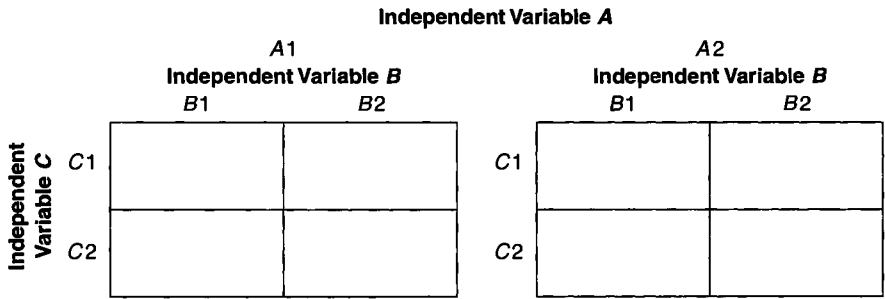 Independent Variable A
A1 A2
Independent Variable B Independent Variable B
B1 B2 B1 B2
Independent Variable C
C1 C1
C2 C2